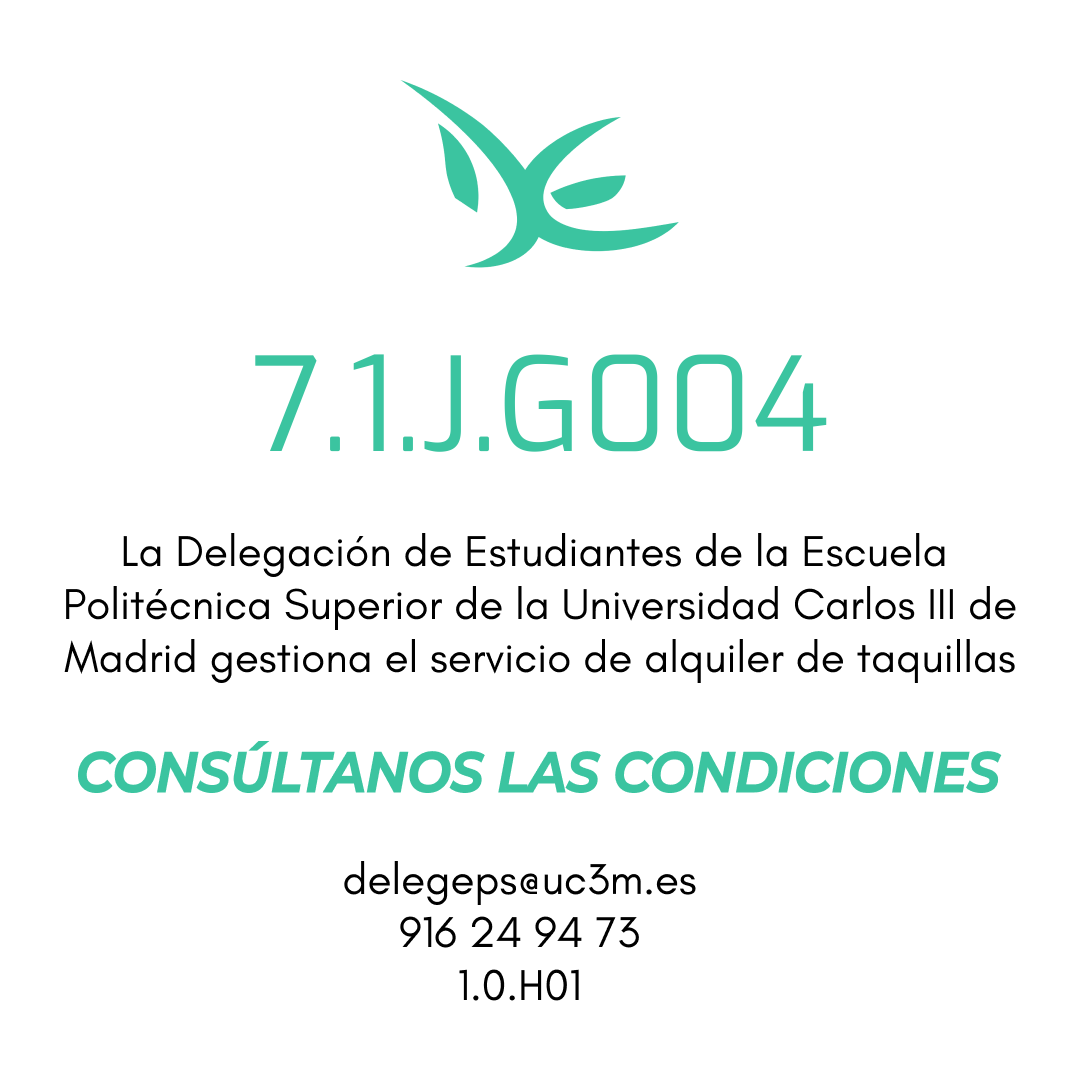 7.1.J.G004
La Delegación de Estudiantes de la Escuela
Politécnica Superior de la Universidad Carlos III de
Madrid gestiona el servicio de alquiler de taquillas
CONSÚLTANOS LAS CONDICIONES
delegeps@uc3m.es
916 24 94 73
1.0.H01